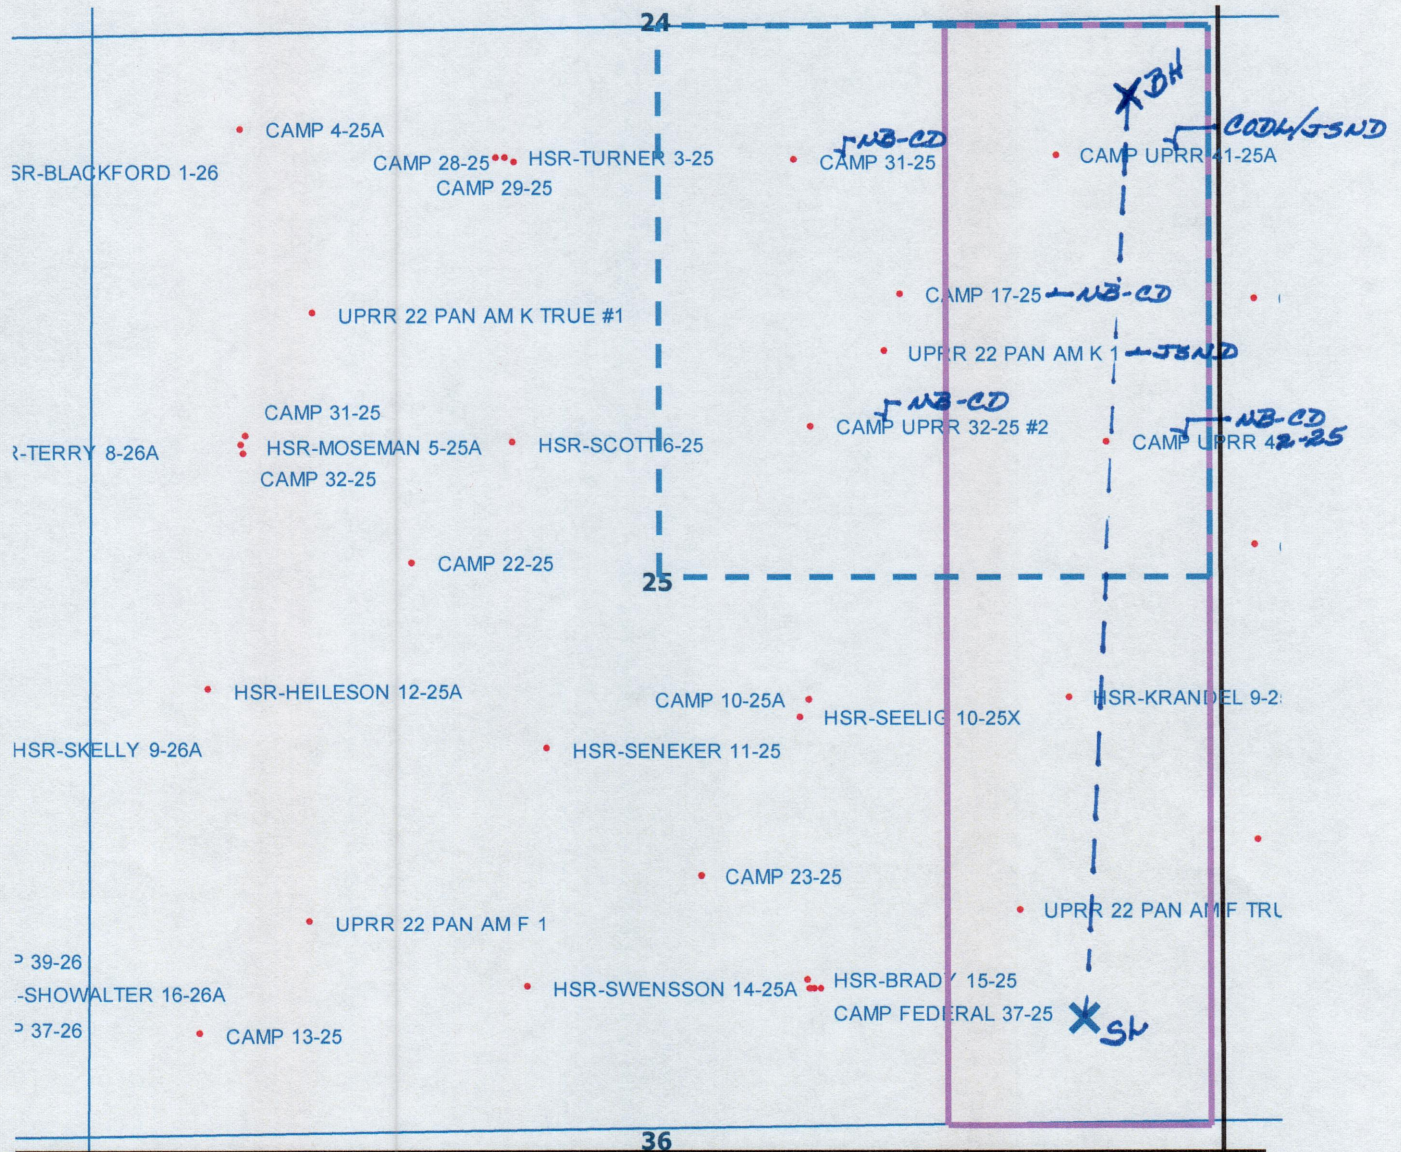 24
BH
CODL/JSND
CAMP 4-25A
NB-CD
CAMP 28-25
HSR-TURNER 3-25
CAMP 31-25
CAMP UPRR 41-25A
SR-BLACKFORD 1-26
CAMP 29-25
CAMP 17-25
NB-CD
UPRR 22 PAN AM K TRUE #1
UPRR 22 PAN AM K 1
JSND
NB-CD
CAMP 31-25
CAMP UPRR 32-25 #2
NB-CD
R-TERRY 8-26A
HSR-MOSEMAN 5-25A
HSR-SCOTT 6-25
CAMP UPRR 42-25
CAMP 32-25
CAMP 22-25
25
HSR-HEILESON 12-25A
CAMP 10-25A
HSR-KRANDEL 9-2
HSR-SEELIG 10-25X
HSR-SKELLY 9-26A
HSR-SENEKER 11-25
CAMP 23-25
UPRR 22 PAN AM F TRU
UPRR 22 PAN AM F 1
P 39-26
HSR-BRADY 15-25
-SHOWALTER 16-26A
HSR-SWENSSON 14-25A
CAMP FEDERAL 37-25
SL
P 37-26
CAMP 13-25
36